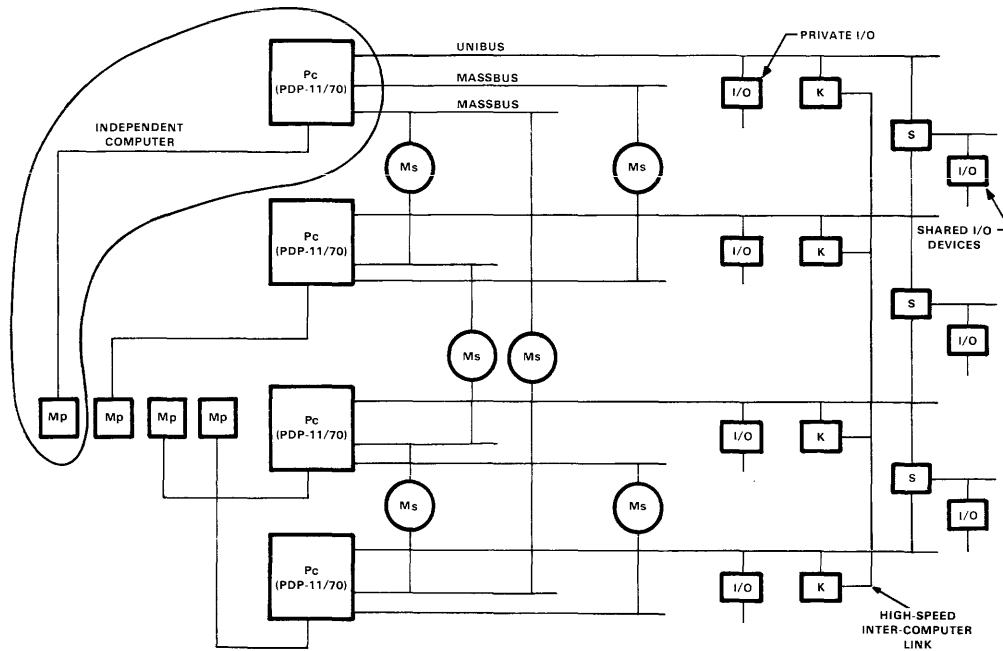 Pc
(PDP-11/70)
UNIBUS
MASSBUS
MASSBUS
PRIVATE I/O
I/O
K
INDEPENDENT
COMPUTER
Ms
Ms
S
I/O
SHARED I/O
DEVICES
Pc
(PDP-11/70)
I/O
K
S
I/O
Ms
Ms
Mp
Mp
Mp
Mp
Pc
(PDP-11/70)
I/O
K
S
I/O
Ms
Ms
Pc
(PDP-11/70)
I/O
K
HIGH-SPEED
INTER-COMPUTER
LINK